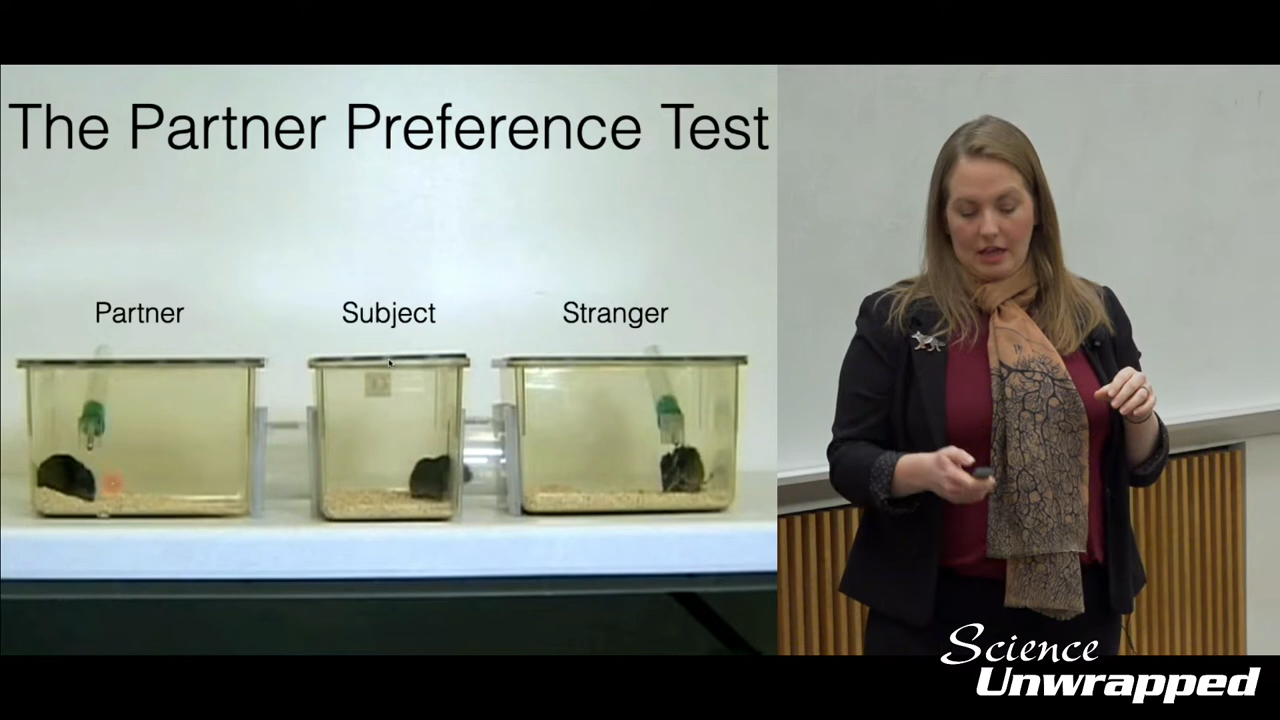 The Partner Preference Test
Partner
Subject
Stranger
Science
Unwrapped